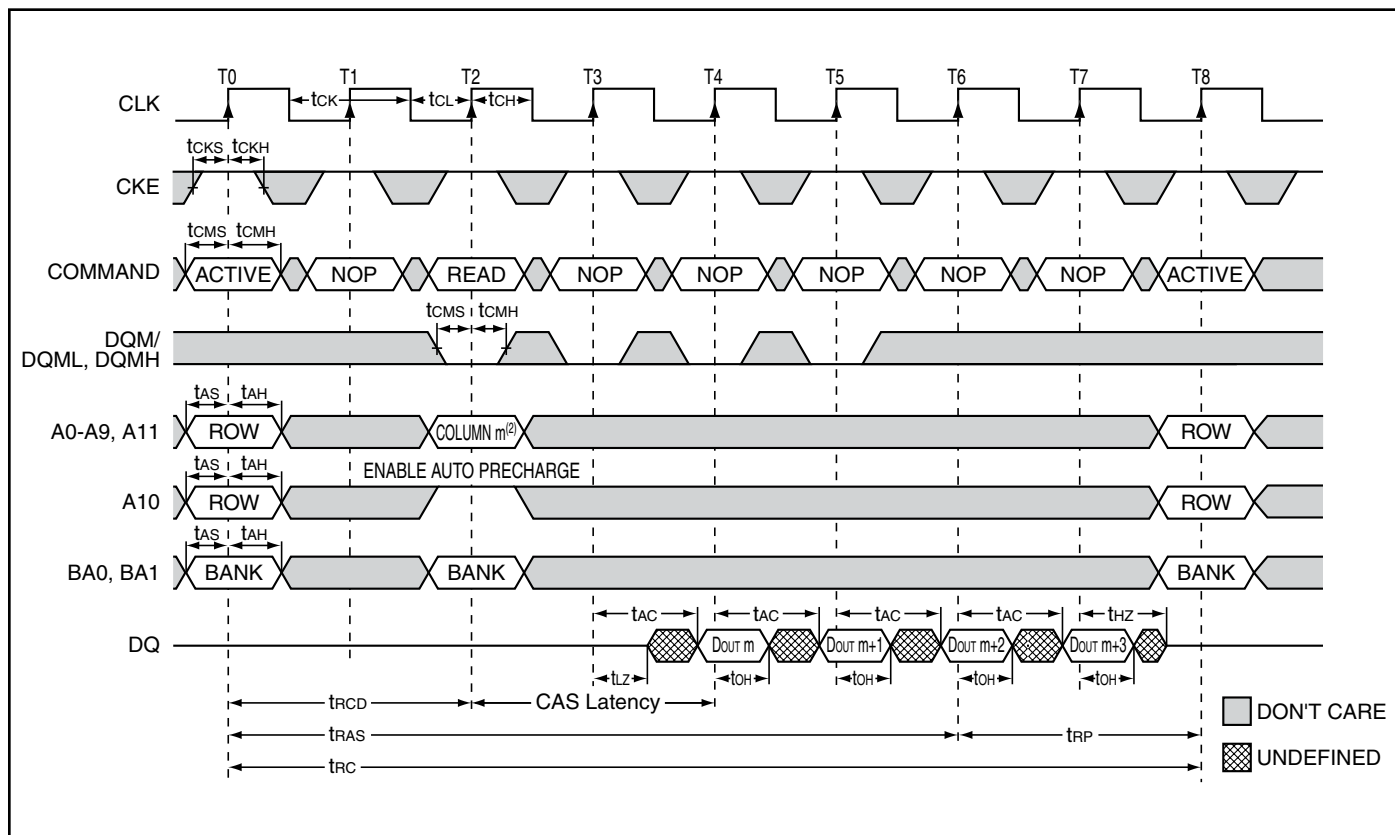 T0 T1 T2 T3 T4 T5 T6 T7 T8
CLK
tCK tCL tCH
tCKS tCKH
CKE
tCMS tCMH
COMMAND ACTIVE NOP READ NOP NOP NOP NOP NOP ACTIVE
tCMS tCMH
DQM/
DQML, DQMH
tAS tAH
A0-A9, A11 ROW COLUMN m(2) ROW
tAS tAH ENABLE AUTO PRECHARGE
A10 ROW ROW
tAS tAH
BA0, BA1 BANK BANK BANK
tAC tAC tAC tAC tHZ
DQ DOUT m DOUT m+1 DOUT m+2 DOUT m+3
tLZ tOH tOH tOH tOH
tRCD CAS Latency
DON'T CARE
tRAS tRP
UNDEFINED
tRC